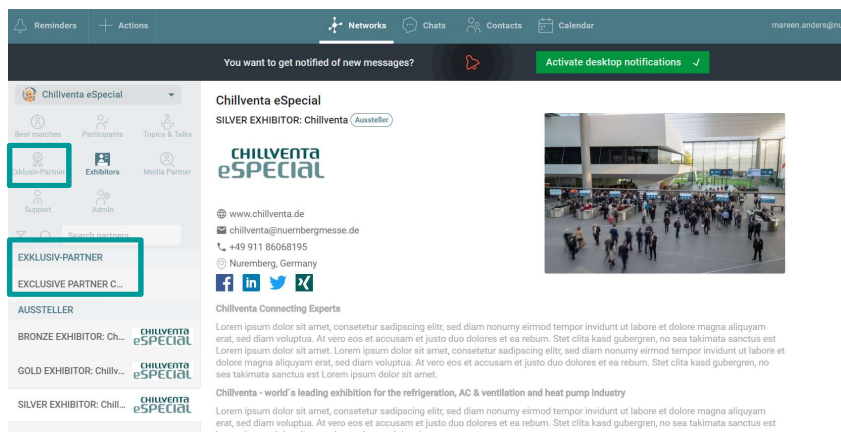 Reminders
Actions
Networks
Chats
Contacts
Calendar
mareen.anders@nu
You want to get notified of new messages?
Activate desktop notifications
Chillventa eSpecial
Best matches
Participants
Topics & Talks
Exklusiv-Partner
Exhibitors
Media Partner
Support
Admin
Search partners
EXKLUSIV-PARTNER
EXCLUSIVE PARTNER C...
AUSSTELLER
BRONZE EXHIBITOR: Ch...
CHILLVENTA
eSPECIAL
GOLD EXHIBITOR: Chillv...
CHILLVENTA
eSPECIAL
SILVER EXHIBITOR: Chill...
CHILLVENTA
eSPECIAL
Chillventa eSpecial
SILVER EXHIBITOR: Chillventa Aussteller
CHILLVENTA
eSPECIAL
www.chillventa.de
chillventa@nuernbergmesse.de
+49 911 86068195
Nuremberg, Germany
Chillventa Connecting Experts
Lorem ipsum dolor sit amet, consetetur sadipscing elitr, sed diam nonumy eirmod tempor invidunt ut labore et dolore magna aliquyam
erat, sed diam voluptua. At vero eos et accusam et justo duo dolores et ea rebum. Stet clita kasd gubergren, no sea takimata sanctus est
Lorem ipsum dolor sit amet. Lorem ipsum dolor sit amet, consetetur sadipscing elitr, sed diam nonumy eirmod tempor invidunt ut labore et
dolore magna aliquyam erat, sed diam voluptua. At vero eos et accusam et justo duo dolores et ea rebum. Stet clita kasd gubergren, no
sea takimata sanctus est Lorem ipsum dolor sit amet.
Chillventa - world´s leading exhibition for the refrigeration, AC & ventilation and heat pump industry
Lorem ipsum dolor sit amet, consetetur sadipscing elitr, sed diam nonumy eirmod tempor invidunt ut labore et dolore magna aliquyam
erat, sed diam voluptua. At vero eos et accusam et justo duo dolores et ea rebum. Stet clita kasd gubergren, no sea takimata sanctus est